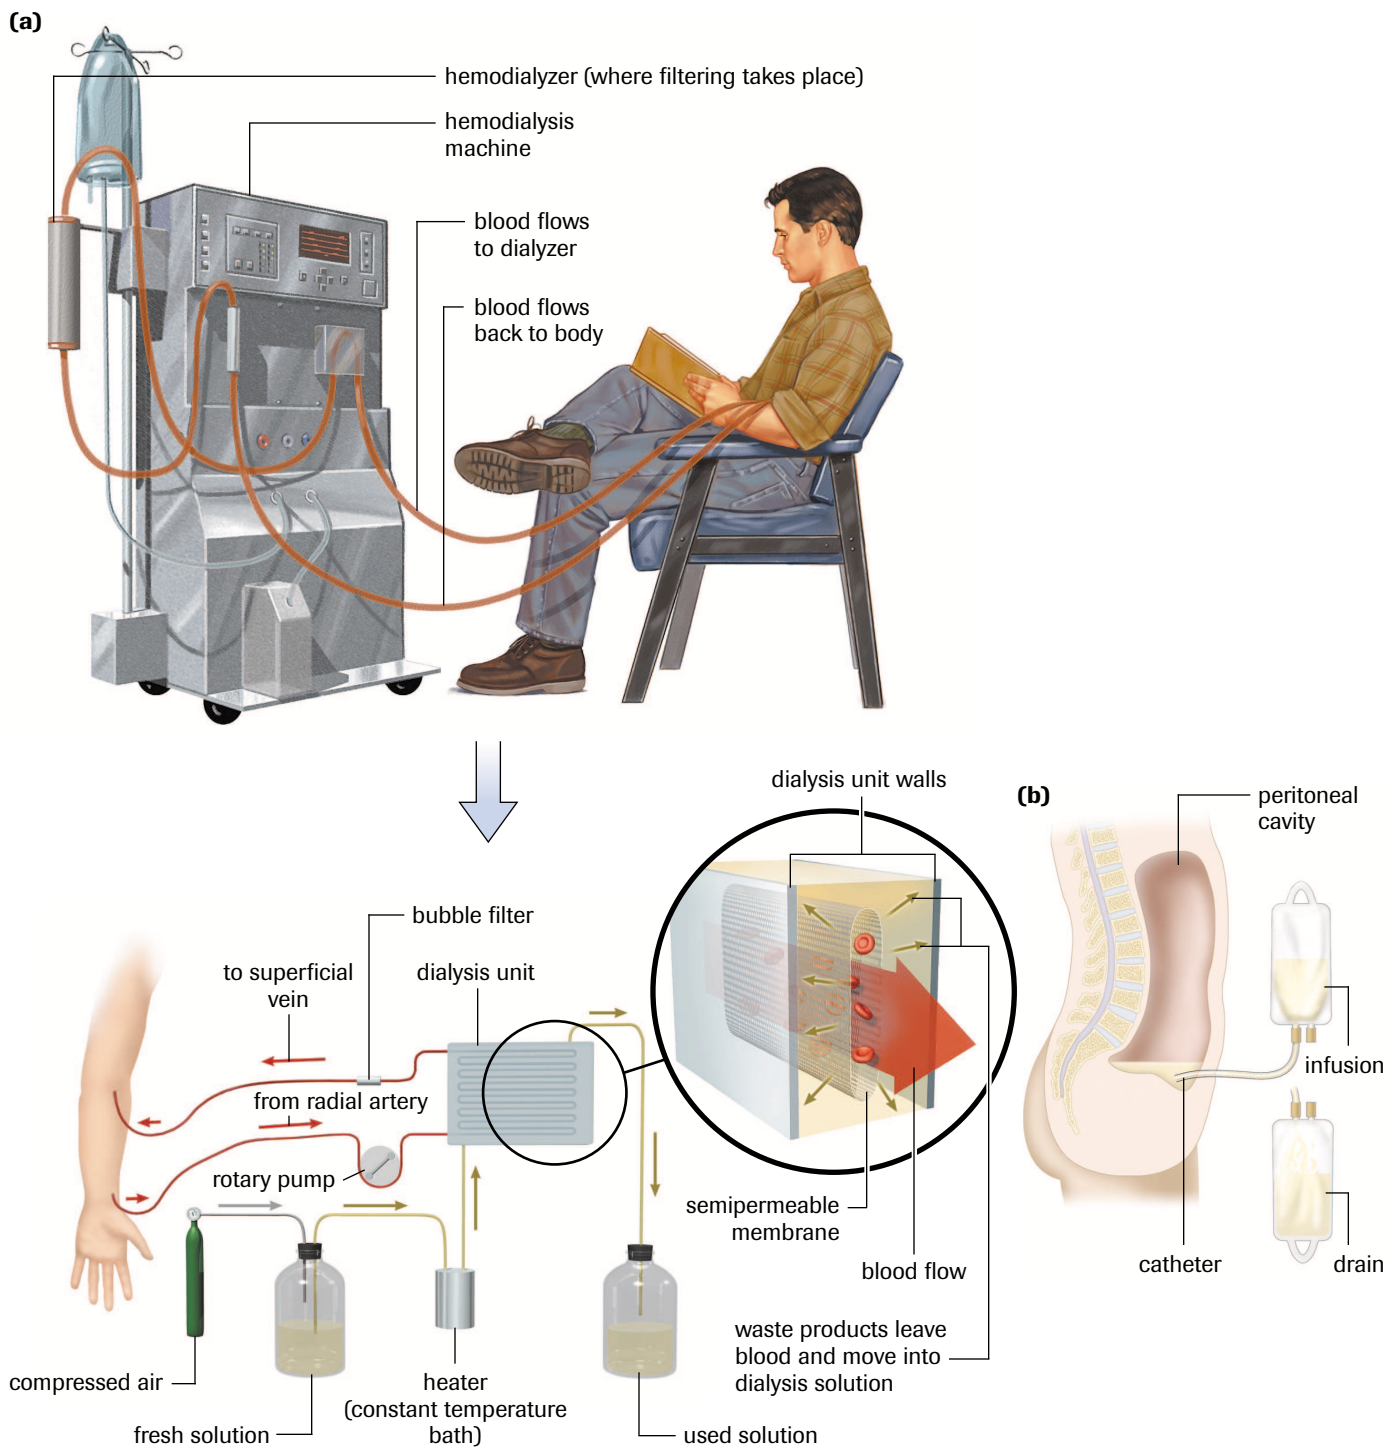 (a)
hemodialyzer (where filtering takes place)
hemodialysis
machine
blood flows
to dialyzer
blood flows
back to body
dialysis unit walls
(b)
peritoneal
cavity
bubble filter
to superficial
vein
dialysis unit
from radial artery
rotary pump
infusion
semipermeable
membrane
blood flow
catheter
drain
waste products leave
blood and move into
dialysis solution
compressed air
heater
(constant temperature
bath)
fresh solution
used solution